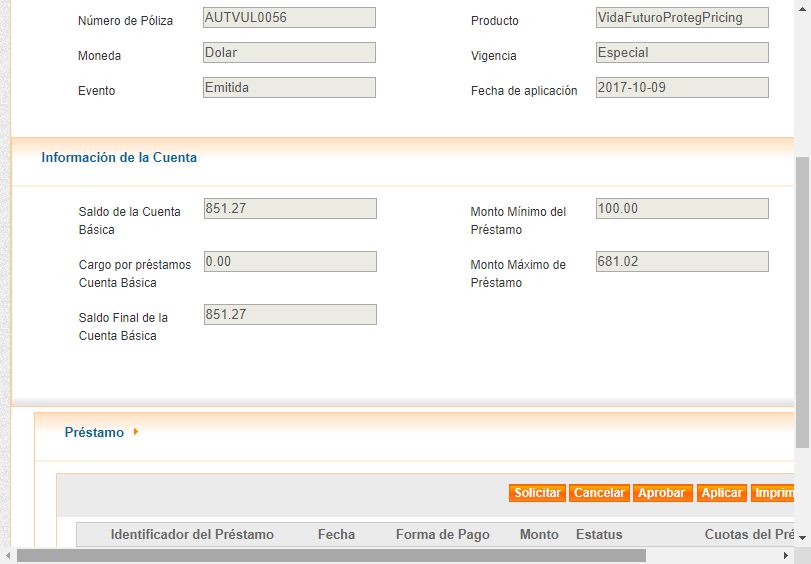 Número de Póliza AUTVUL0056 Producto VidaFuturoProtegPricing
Moneda Dolar Vigencia Especial
Evento Emitida Fecha de aplicación 2017-10-09
Información de la Cuenta
Saldo de la Cuenta Básica 851.27 Monto Mínimo del Préstamo 100.00
Cargo por préstamos Cuenta Básica 0.00 Monto Máximo de Préstamo 681.02
Saldo Final de la Cuenta Básica 851.27
Préstamo
Solicitar Cancelar Aprobar Aplicar Imprim
Identificador del Préstamo Fecha Forma de Pago Monto Estatus Cuotas del Pré